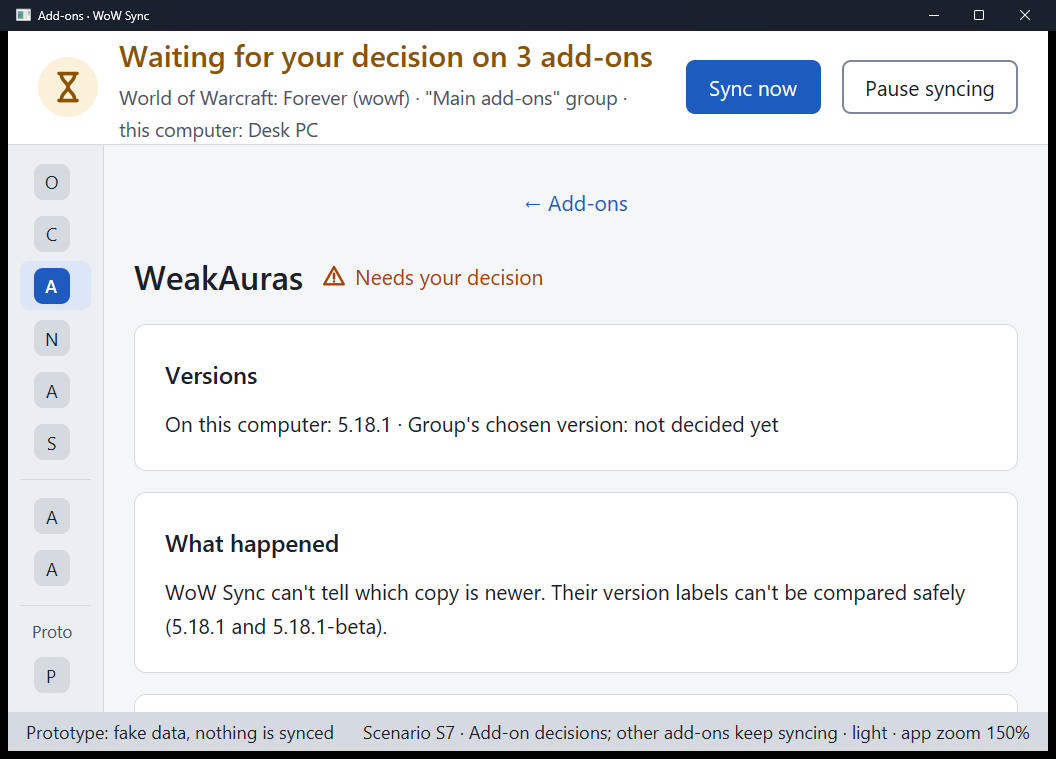 Add-ons · WoW Sync
Waiting for your decision on 3 add-ons
World of Warcraft: Forever (wowf) · "Main add-ons" group ·
this computer: Desk PC
Sync now
Pause syncing
O
C
A
N
A
S
A
A
Proto
P
← Add-ons
WeakAuras
Needs your decision
Versions
On this computer: 5.18.1 · Group's chosen version: not decided yet
What happened
WoW Sync can't tell which copy is newer. Their version labels can't be compared safely
(5.18.1 and 5.18.1-beta).
Prototype: fake data, nothing is synced
Scenario S7 · Add-on decisions; other add-ons keep syncing · light · app zoom 150%